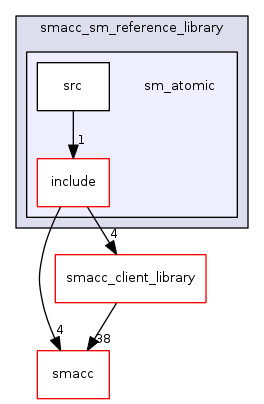 smacc_sm_reference_library
src
sm_atomic
1
include
4
smacc_client_library
4
38
smacc